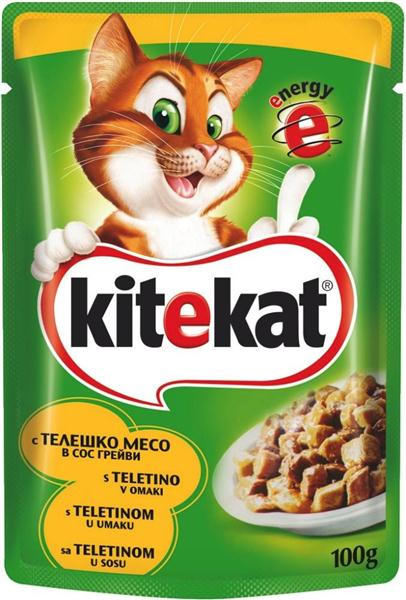 energy
e
kitekat®
с ТЕЛЕШКО МЕСО
В СОС ГРЕЙВИ
s TELETINO
V OMAKI
s TELETINOM
U UMAKU
sa TELETINOM
U SOSU
100g